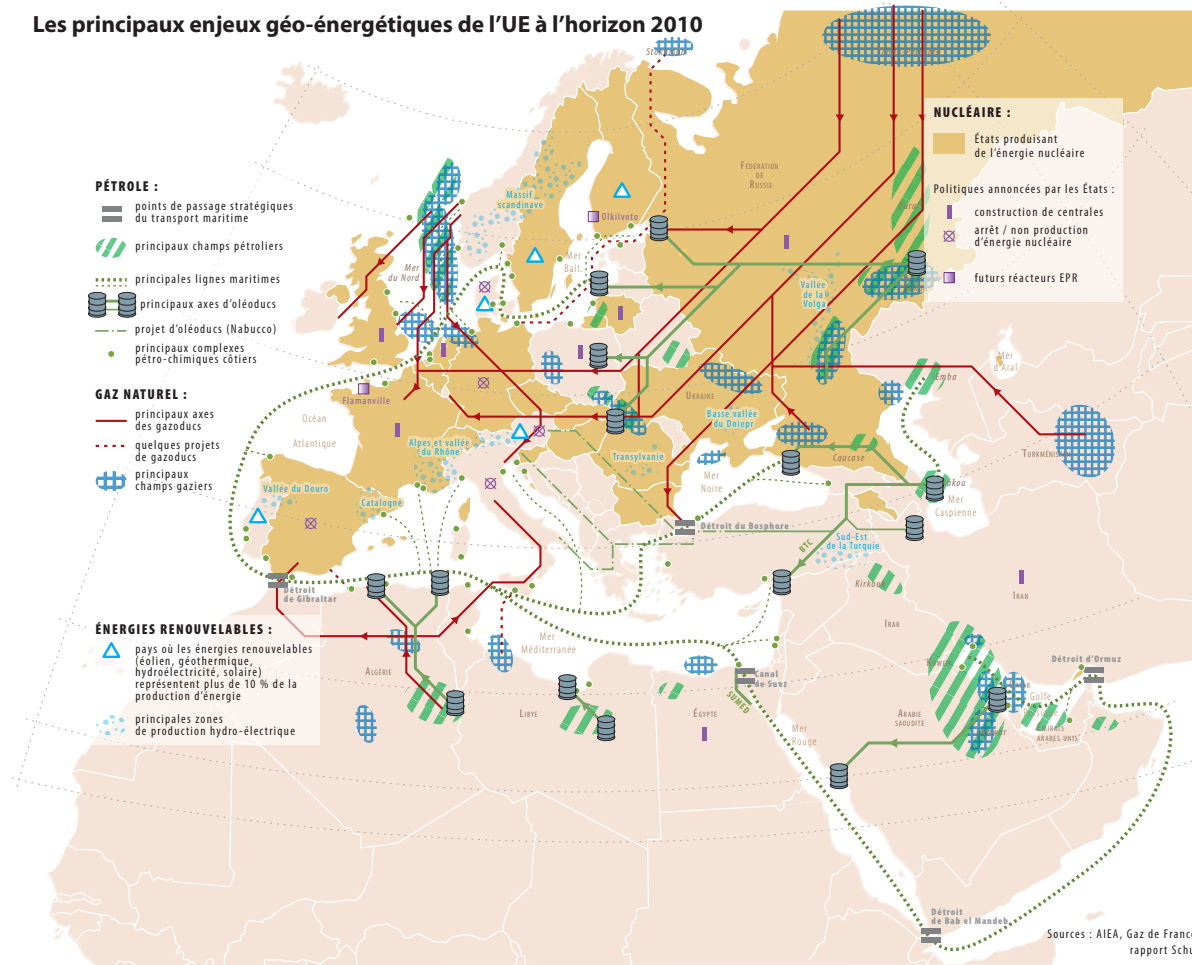 Les principaux enjeux géo-énergétiques de l'UE à l'horizon 2010
PÉTROLE :
points de passage stratégiques
du transport maritime
principaux champs pétroliers
principales lignes maritimes
principaux axes d'oléoducs
projet d'oléoducs (Nabucco)
principaux complexes
pétro-chimiques côtiers
GAZ NATUREL :
principaux axes
des gazoducs
quelques projets
de gazoducs
principaux
champs gaziers
ÉNERGIES RENOUVELABLES :
pays où les énergies renouvelables
(éolien, géothermique,
hydroélectricité, solaire)
représentent plus de 10 % de la
production d'énergie
principales zones
de production hydro-électrique
NUCLÉAIRE :
États produisant
de l'énergie nucléaire
Politiques annoncées par les États :
construction de centrales
arrêt / non production
d'énergie nucléaire
futurs réacteurs EPR
FÉDÉRATION
DE
RUSSIE
Massif
scandinave
Olkilvoto
Mer
Balt.
Mer
du Nord
Vallée
de la
Volga
Mer
d'Aral
Emba
Flamanville
Océan
Atlantique
UKRAINE
Basse vallée
du Dniepr
Alpes et vallée
du Rhône
Transylvanie
Caucase
Mer
Noire
Mer
Caspienne
Vallée du Douro
Catalogne
Détroit du Bosphore
BTC
Sud-Est
de la Turquie
Kirkouk
IRAN
IRAK
Détroit
de Gibraltar
Mer
Méditerranée
ALGÉRIE
LIBYE
ÉGYPTE
Canal
de Suez
SUMED
Mer
Rouge
ARABIE
SAOUDITE
Golfe
Détroit d'Ormuz
ARABES UNIS
Détroit
de Bab el Mandeb
Sources : AIEA, Gaz de France
rapport Schu